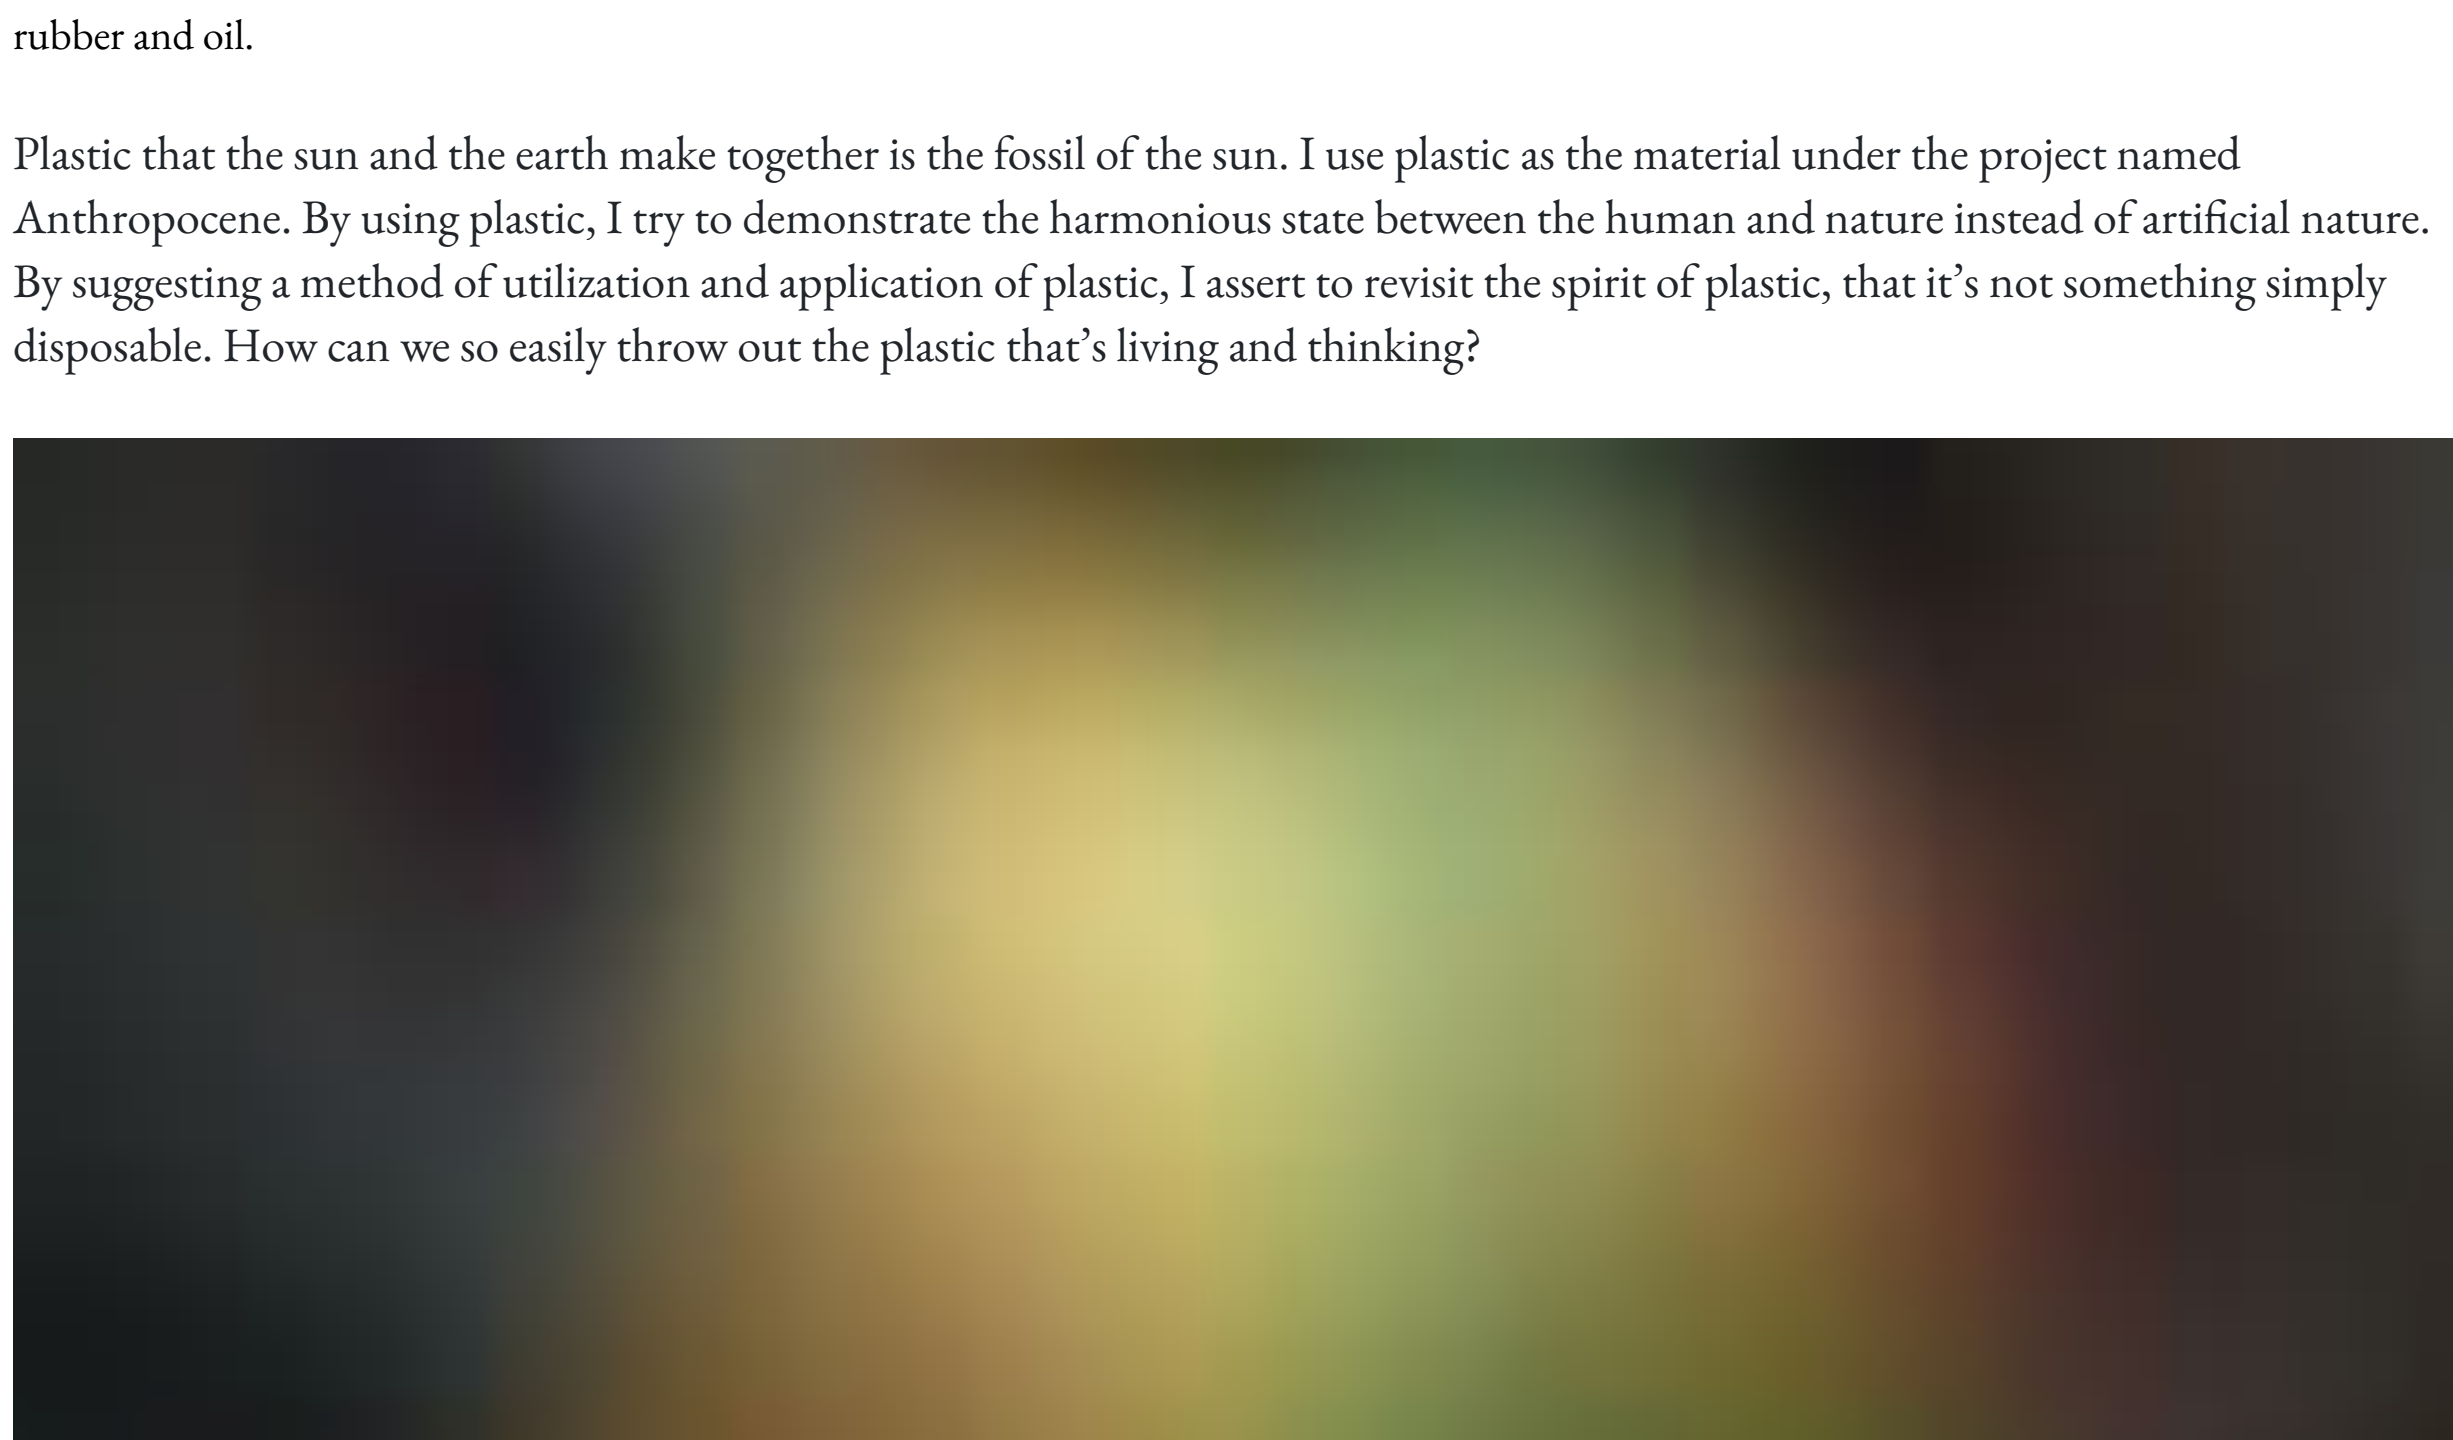 rubber and oil.
Plastic that the sun and the earth make together is the fossil of the sun. I use plastic as the material under the project named
Anthropocene. By using plastic, I try to demonstrate the harmonious state between the human and nature instead of artificial nature.
By suggesting a method of utilization and application of plastic, I assert to revisit the spirit of plastic, that it’s not something simply
disposable. How can we so easily throw out the plastic that’s living and thinking?